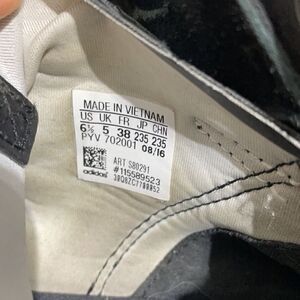 MADE IN VIETNAM
US UK FR JP CHN
6½ 5 38 235 235
PYV 702001 08/16
ART S80291
#115589523
adidas